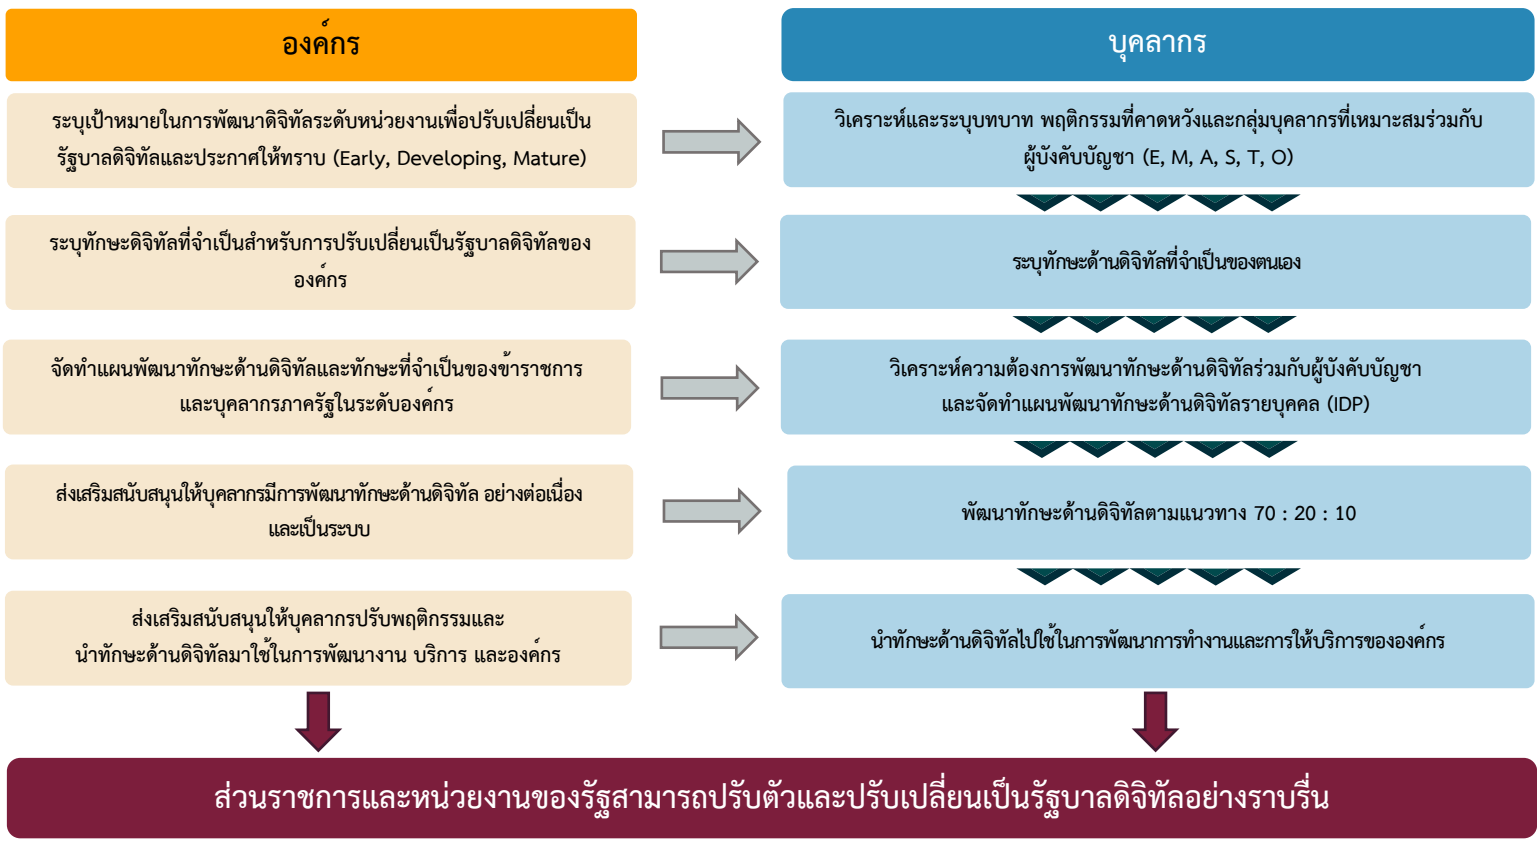 องค์กร
บุคลากร
ระบุเป้าหมายในการพัฒนาดิจิทัลระดับหน่วยงานเพื่อปรับเปลี่ยนเป็น
รัฐบาลดิจิทัลและประกาศให้ทราบ (Early, Developing, Mature)
วิเคราะห์และระบุบทบาท พฤติกรรมที่คาดหวังและกลุ่มบุคลากรที่เหมาะสมร่วมกับ
ผู้บังคับบัญชา (E, M, A, S, T, O)
ระบุทักษะดิจิทัลที่จำเป็นสำหรับการปรับเปลี่ยนเป็นรัฐบาลดิจิทัลของ
องค์กร
ระบุทักษะด้านดิจิทัลที่จำเป็นของตนเอง
จัดทำแผนพัฒนาทักษะด้านดิจิทัลและทักษะที่จำเป็นของข้าราชการ
และบุคลากรภาครัฐในระดับองค์กร
วิเคราะห์ความต้องการพัฒนาทักษะด้านดิจิทัลร่วมกับผู้บังคับบัญชา
และจัดทำแผนพัฒนาทักษะด้านดิจิทัลรายบุคคล (IDP)
ส่งเสริมสนับสนุนให้บุคลากรมีการพัฒนาทักษะด้านดิจิทัล อย่างต่อเนื่อง
และเป็นระบบ
พัฒนาทักษะด้านดิจิทัลตามแนวทาง 70 : 20 : 10
ส่งเสริมสนับสนุนให้บุคลากรปรับพฤติกรรมและ
นำทักษะด้านดิจิทัลมาใช้ในการพัฒนางาน บริการ และองค์กร
นำทักษะด้านดิจิทัลไปใช้ในการพัฒนาการทำงานและการให้บริการขององค์กร
ส่วนราชการและหน่วยงานของรัฐสามารถปรับตัวและปรับเปลี่ยนเป็นรัฐบาลดิจิทัลอย่างราบรื่น